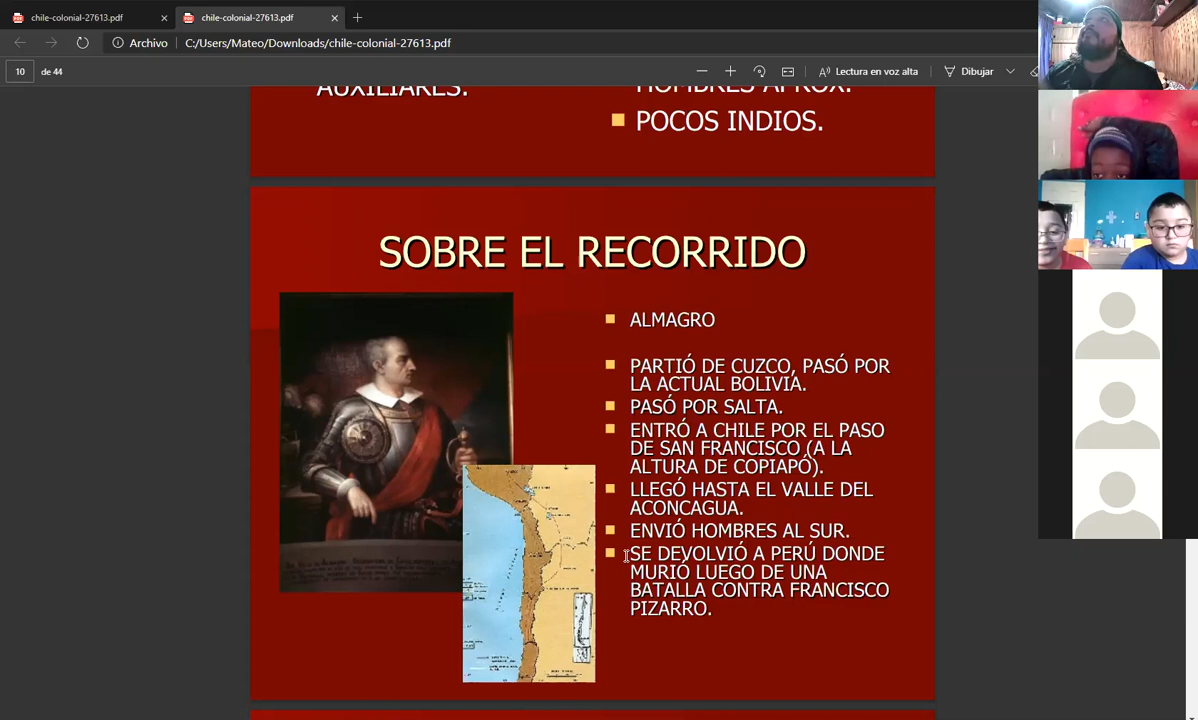 chile-colonial-27613.pdf
chile-colonial-27613.pdf
Archivo
C:/Users/Mateo/Downloads/chile-colonial-27613.pdf
10 de 44
Lectura en voz alta
Dibujar
AUXILIARES.
HOMBRES APROX.
POCOS INDIOS.
SOBRE EL RECORRIDO
ALMAGRO
PARTIÓ DE CUZCO, PASÓ POR
LA ACTUAL BOLIVIA.
PASÓ POR SALTA.
ENTRÓ A CHILE POR EL PASO
DE SAN FRANCISCO (A LA
ALTURA DE COPIAPÓ).
LLEGÓ HASTA EL VALLE DEL
ACONCAGUA.
ENVIÓ HOMBRES AL SUR.
SE DEVOLVIÓ A PERÚ DONDE
MURIÓ LUEGO DE UNA
BATALLA CONTRA FRANCISCO
PIZARRO.